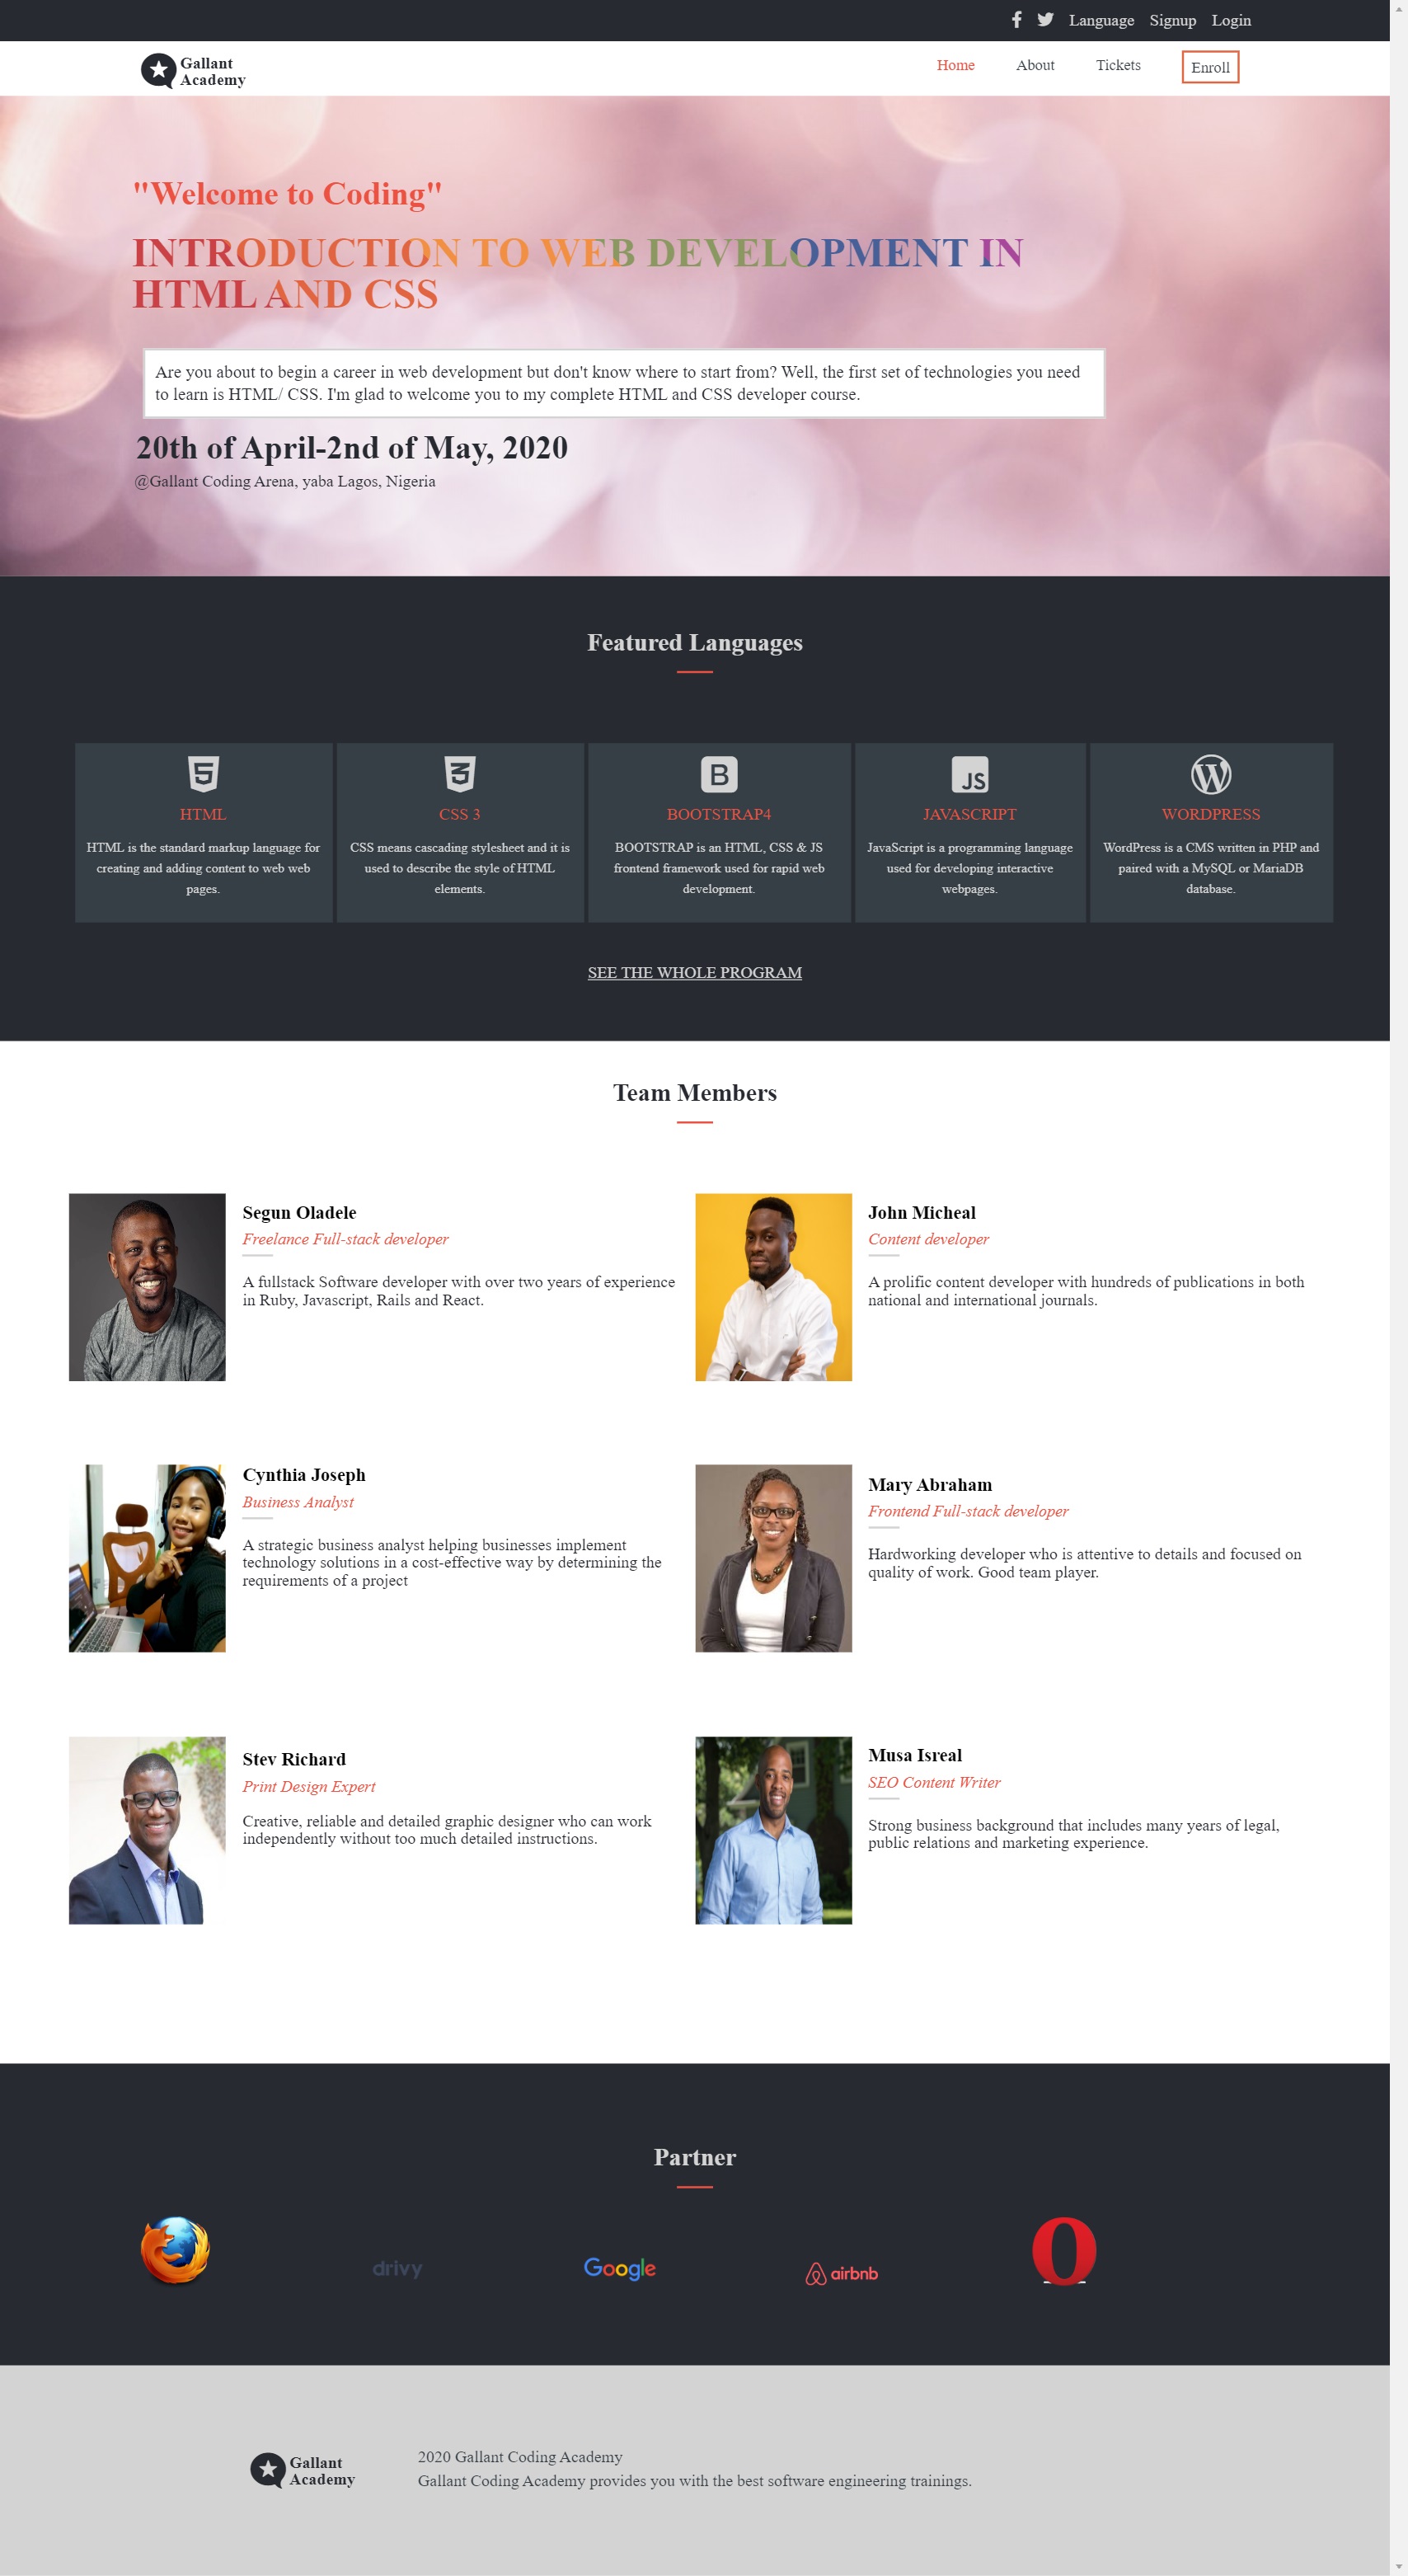 Language Signup Login
Gallant
Academy
Home About Tickets Enroll
"Welcome to Coding"
INTRODUCTION TO WEB DEVELOPMENT IN
HTML AND CSS
Are you about to begin a career in web development but don't know where to start from? Well, the first set of technologies you need
to learn is HTML/ CSS. I'm glad to welcome you to my complete HTML and CSS developer course.
20th of April-2nd of May, 2020
@Gallant Coding Arena, yaba Lagos, Nigeria
Featured Languages
5
HTML
HTML is the standard markup language for
creating and adding content to web web
pages.
3
CSS 3
CSS means cascading stylesheet and it is
used to describe the style of HTML
elements.
B
BOOTSTRAP4
BOOTSTRAP is an HTML, CSS & JS
frontend framework used for rapid web
development.
JS
JAVASCRIPT
JavaScript is a programming language
used for developing interactive
webpages.
W
WORDPRESS
WordPress is a CMS written in PHP and
paired with a MySQL or MariaDB
database.
SEE THE WHOLE PROGRAM
Team Members
Segun Oladele
Freelance Full-stack developer
A fullstack Software developer with over two years of experience
in Ruby, Javascript, Rails and React.
John Micheal
Content developer
A prolific content developer with hundreds of publications in both
national and international journals.
Cynthia Joseph
Business Analyst
A strategic business analyst helping businesses implement
technology solutions in a cost-effective way by determining the
requirements of a project
Mary Abraham
Frontend Full-stack developer
Hardworking developer who is attentive to details and focused on
quality of work. Good team player.
Stev Richard
Print Design Expert
Creative, reliable and detailed graphic designer who can work
independently without too much detailed instructions.
Musa Isreal
SEO Content Writer
Strong business background that includes many years of legal,
public relations and marketing experience.
Partner
drivy
Google
airbnb
Gallant
Academy
2020 Gallant Coding Academy
Gallant Coding Academy provides you with the best software engineering trainings.